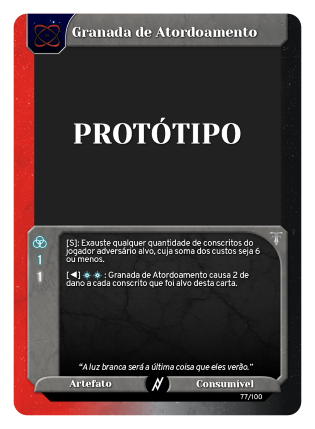 Granada de Atordoamento
PROTÓTIPO
1
1
[S]: Exauste qualquer quantidade de conscritos do
jogador adversário alvo, cuja soma dos custos seja 6
ou menos.
[◄] : Granada de Atordoamento causa 2 de
dano a cada conscrito que foi alvo desta carta.
"A luz branca será a última coisa que eles verão."
Artefato
Consumível
77/100